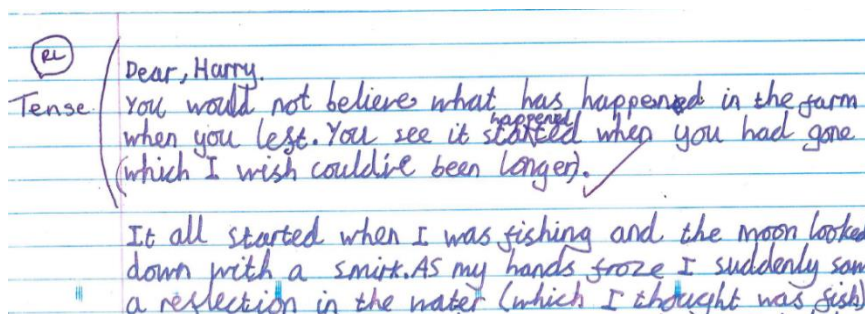 RL
Tense.
Dear, Harry.
You would not believe what has happened in the farm
when you left. You see it started happened when you had gone
(which I wish could've been longer).
It all started when I was fishing and the moon looked
down with a smirk. As my hands froze I suddenly saw
a reflection in the water (which I thought was fish)